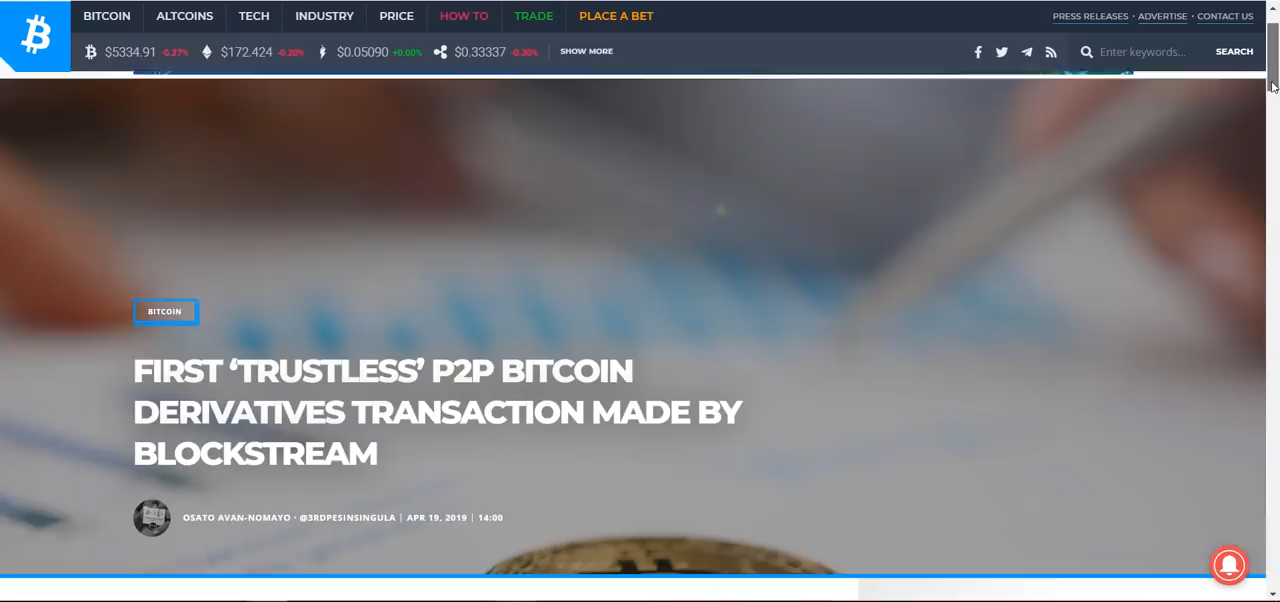 BITCOIN ALTCOINS TECH INDUSTRY PRICE HOW TO TRADE PLACE A BET PRESS RELEASES · ADVERTISE · CONTACT US
$5334.91 -0.27% $172.424 -0.20% $0.05090 +0.00% $0.33337 -0.30% SHOW MORE Enter keywords... SEARCH
BITCOIN
FIRST ‘TRUSTLESS’ P2P BITCOIN
DERIVATIVES TRANSACTION MADE BY
BLOCKSTREAM
OSATO AVAN-NOMAYO · @3RDPESINSINGULA | APR 19, 2019 | 14:00